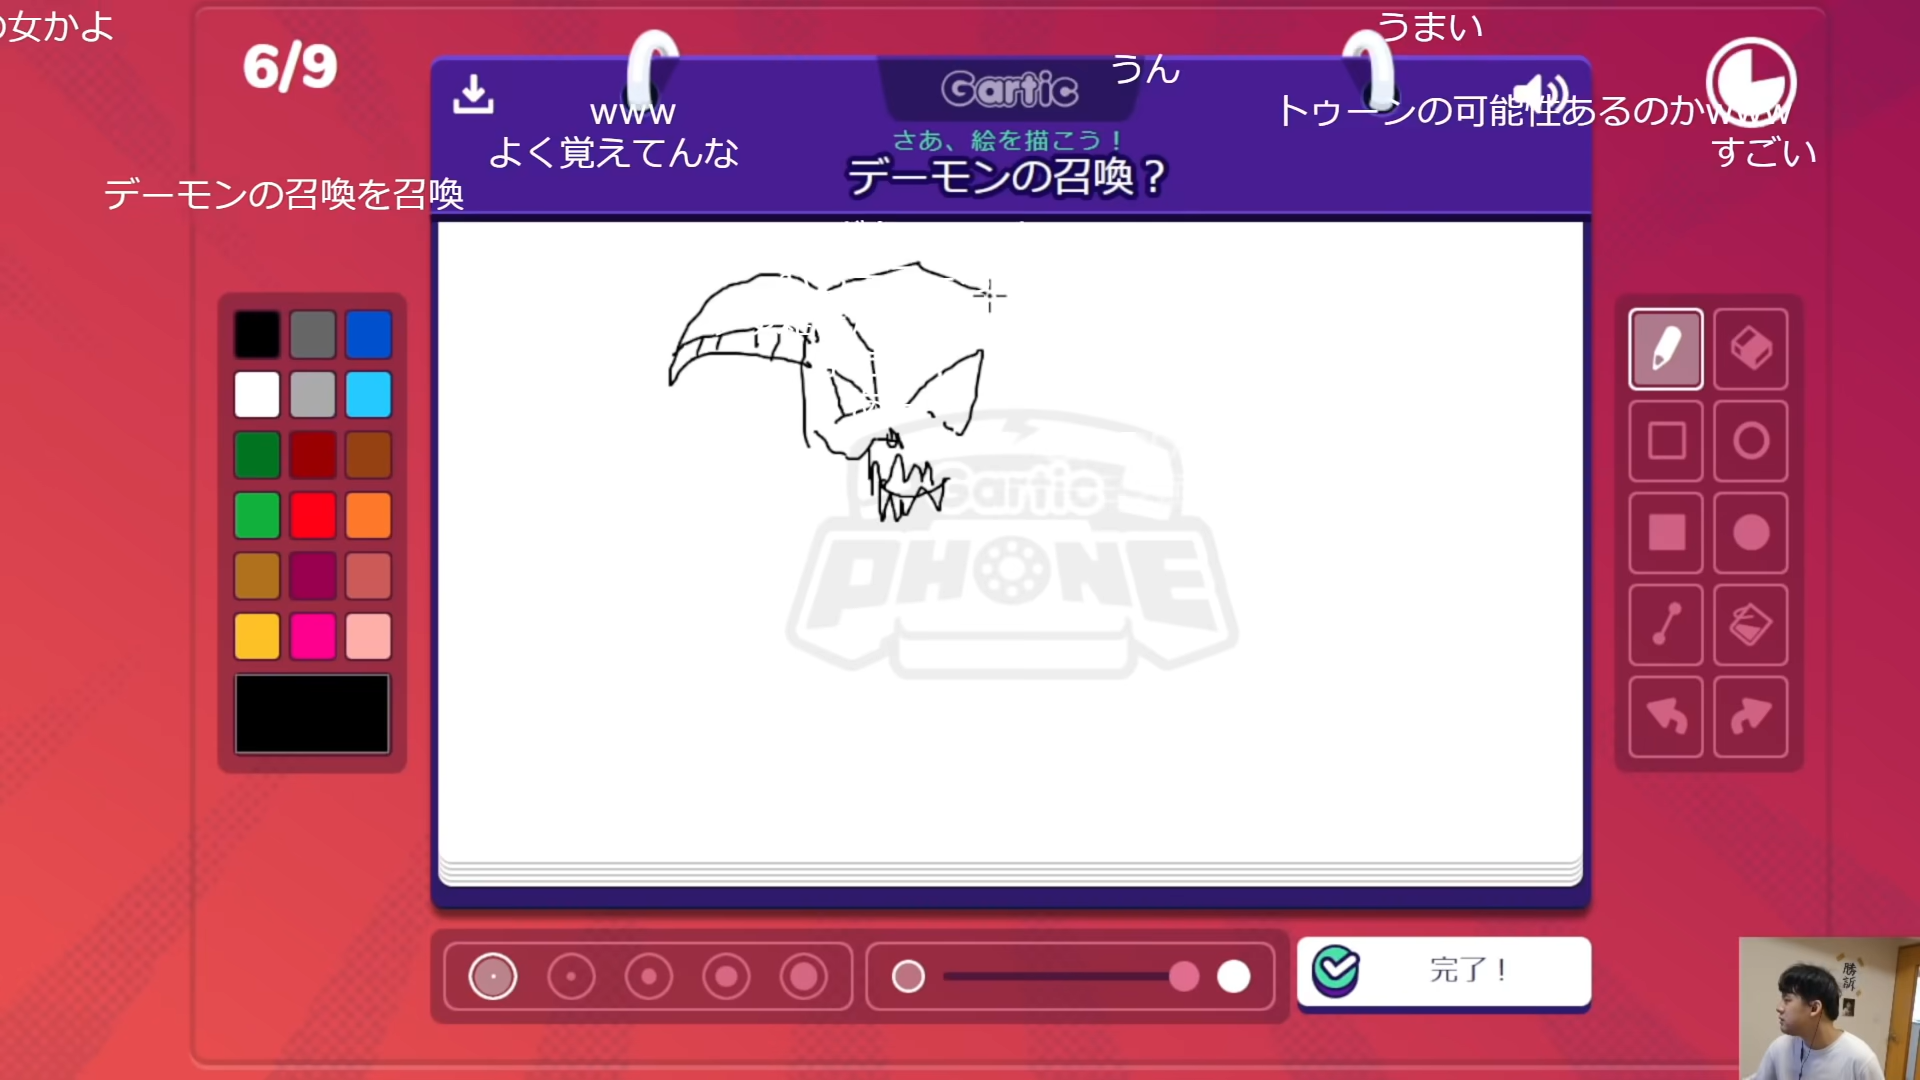 の女かよ
うまい
6/9
Gartic
うん
www
トゥーンの可能性あるのかwww
さあ、絵を描こう！
よく覚えてんな
すごい
デーモンの召喚？
デーモンの召喚を召喚
Gartic
PHONE
完了！
勝訴